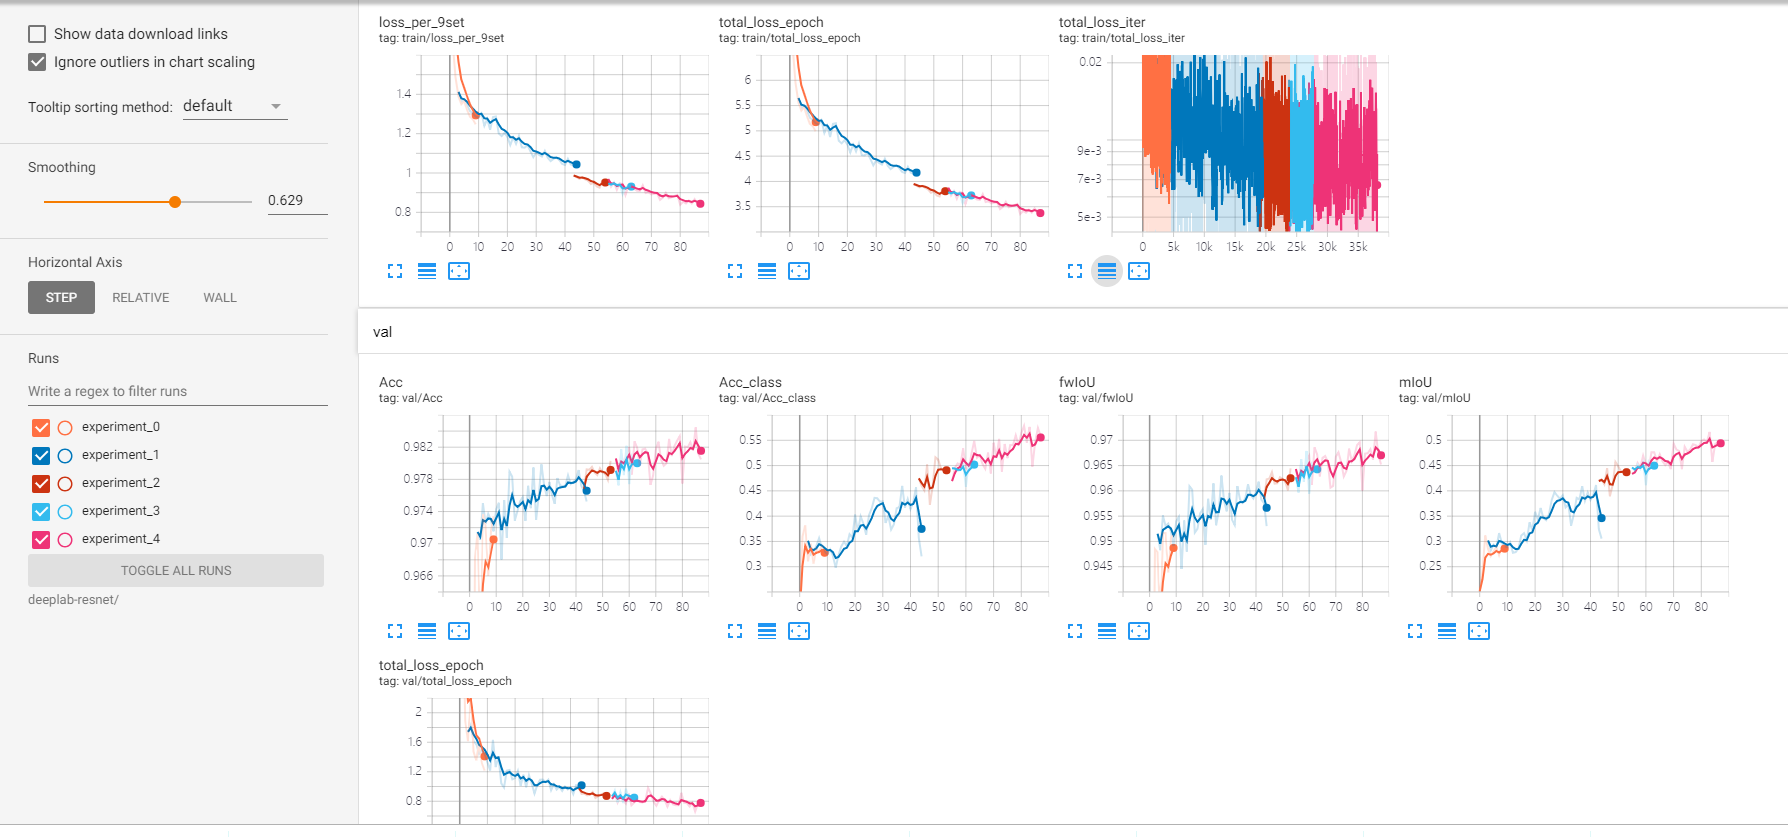 Show data download links
Ignore outliers in chart scaling
Tooltip sorting method: default
Smoothing
0.629
Horizontal Axis
STEP RELATIVE WALL
Runs
Write a regex to filter runs
experiment_0
experiment_1
experiment_2
experiment_3
experiment_4
TOGGLE ALL RUNS
deeplab-resnet/
loss_per_9set
tag: train/loss_per_9set
1.4
1.2
1
0.8
0 10 20 30 40 50 60 70 80
total_loss_epoch
tag: train/total_loss_epoch
6
5.5
5
4.5
4
3.5
0 10 20 30 40 50 60 70 80
total_loss_iter
tag: train/total_loss_iter
0.02
9e-3
7e-3
5e-3
0 5k 10k 15k 20k 25k 30k 35k
val
Acc
tag: val/Acc
0.982
0.978
0.974
0.97
0.966
0 10 20 30 40 50 60 70 80
Acc_class
tag: val/Acc_class
0.55
0.5
0.45
0.4
0.35
0.3
0 10 20 30 40 50 60 70 80
fwIoU
tag: val/fwIoU
0.97
0.965
0.96
0.955
0.95
0.945
0 10 20 30 40 50 60 70 80
mIoU
tag: val/mIoU
0.5
0.45
0.4
0.35
0.3
0.25
0 10 20 30 40 50 60 70 80
total_loss_epoch
tag: val/total_loss_epoch
2
1.6
1.2
0.8